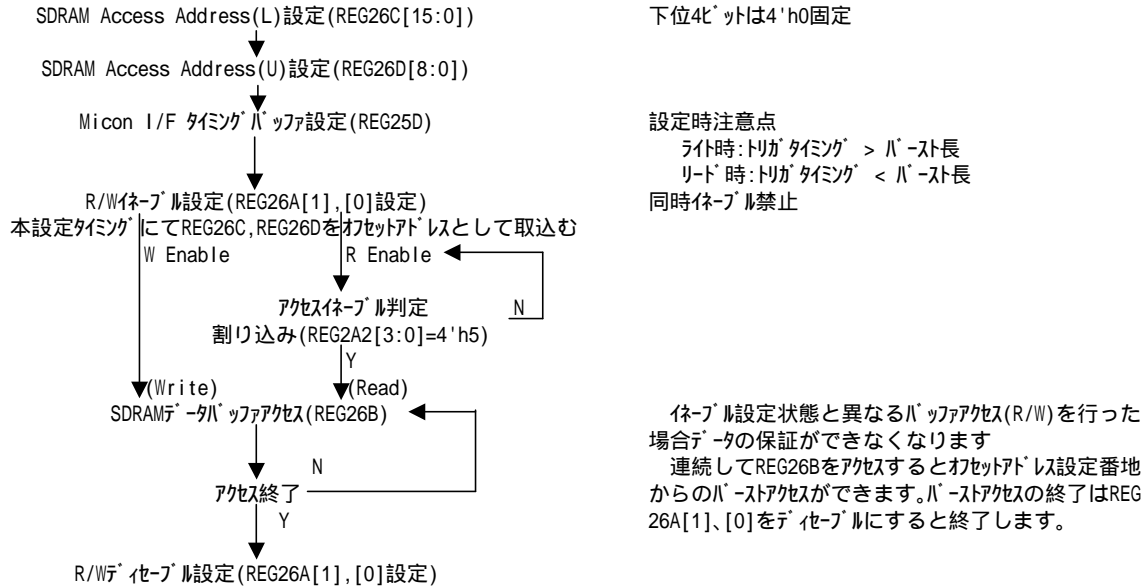 SDRAM Access Address(L)設定(REG26C[15:0])
下位4ビットは4'h0固定
SDRAM Access Address(U)設定(REG26D[8:0])
Micon I/F タイミングバッファ設定(REG25D)
設定時注意点
ライト時:トリガタイミング > バースト長
リード時:トリガタイミング < バースト長
R/Wイネーブル設定(REG26A[1],[0]設定)
同時イネーブル禁止
本設定タイミングにてREG26C,REG26Dをオフセットアドレスとして取込む
W Enable
R Enable
アクセスイネーブル判定
N
割り込み(REG2A2[3:0]=4'h5)
Y
(Write)
(Read)
SDRAMデータバッファアクセス(REG26B)
イネーブル設定状態と異なるバッファアクセス(R/W)を行った
場合データの保証ができなくなります
連続してREG26Bをアクセスするとオフセットアドレス設定番地
からのバーストアクセスができます。バーストアクセスの終了はREG
26A[1]、[0]をディセーブルにすると終了します。
N
アクセス終了
Y
R/Wディセーブル設定(REG26A[1],[0]設定)